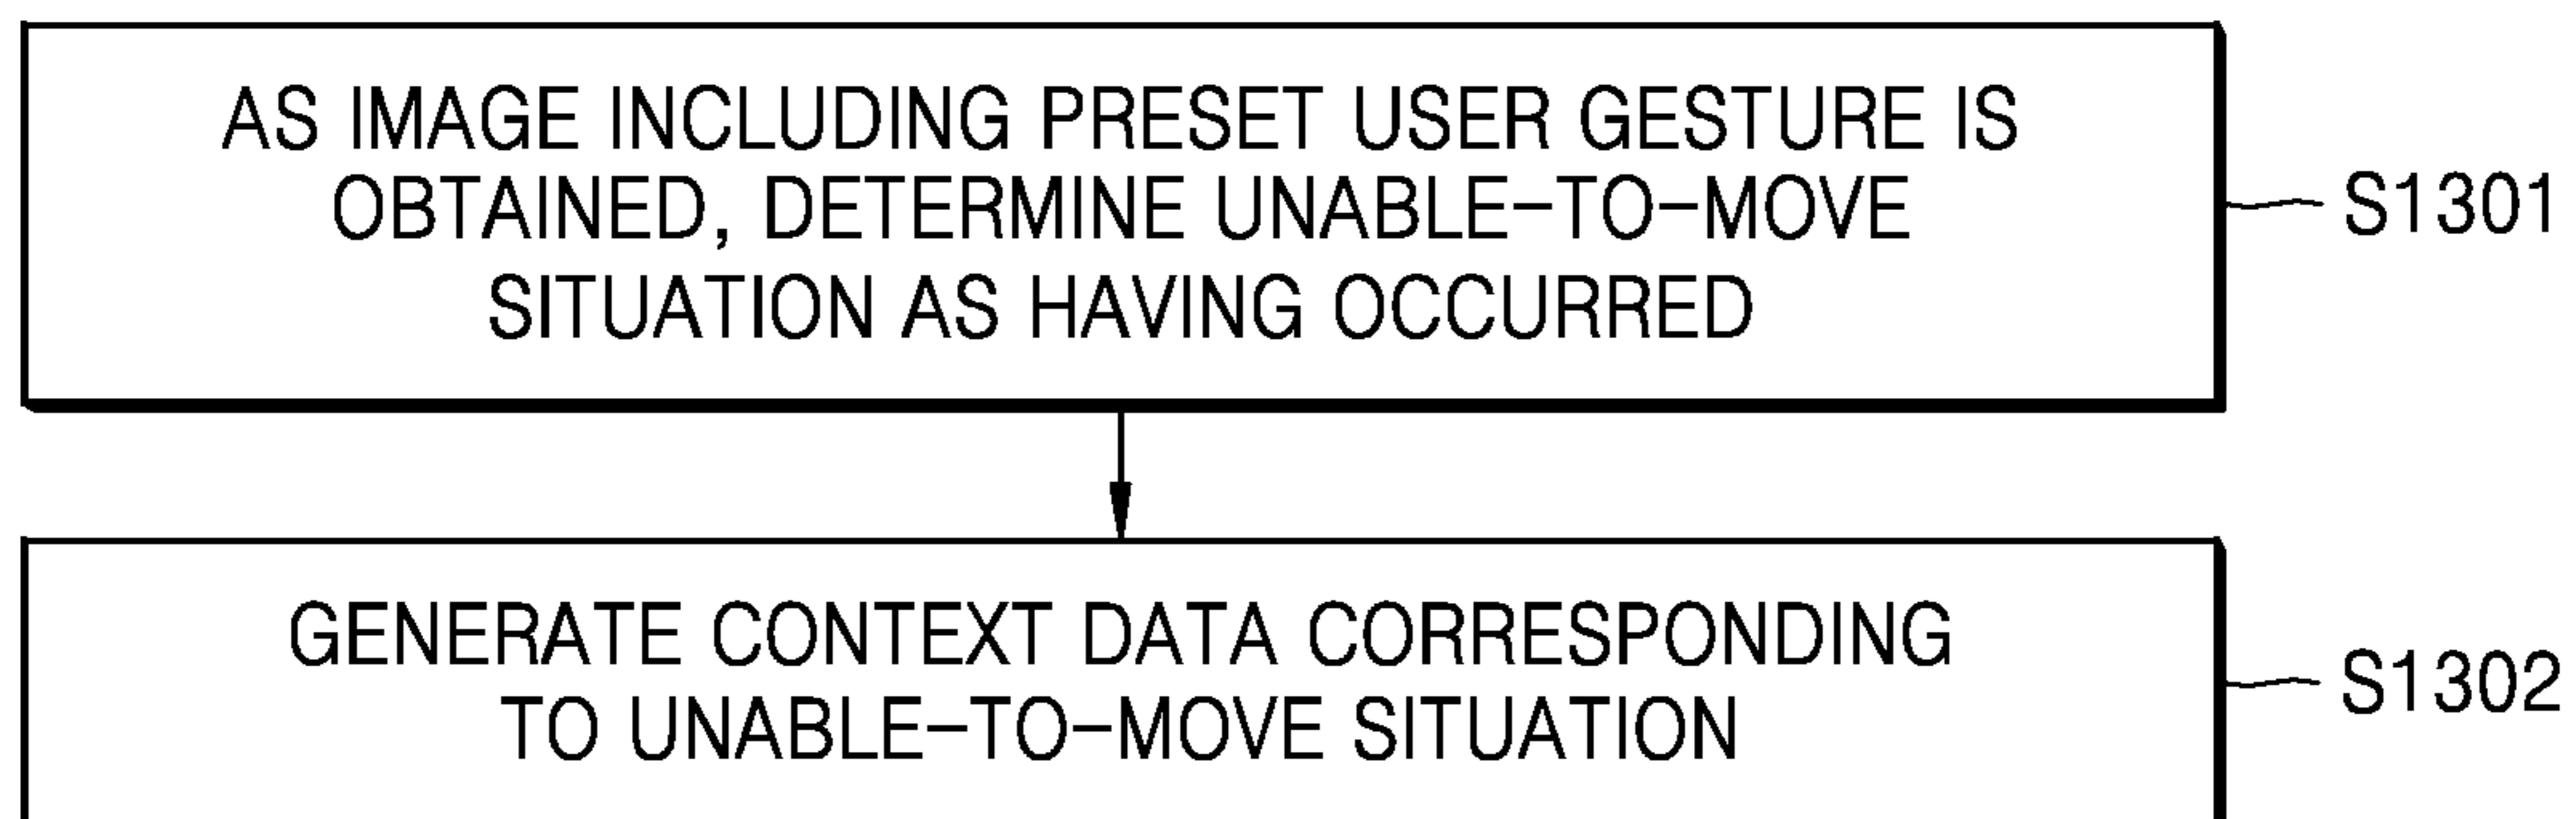 AS IMAGE INCLUDING PRESET USER GESTURE IS
OBTAINED, DETERMINE UNABLE-TO-MOVE
SITUATION AS HAVING OCCURRED
S1301
GENERATE CONTEXT DATA CORRESPONDING
TO UNABLE-TO-MOVE SITUATION
S1302